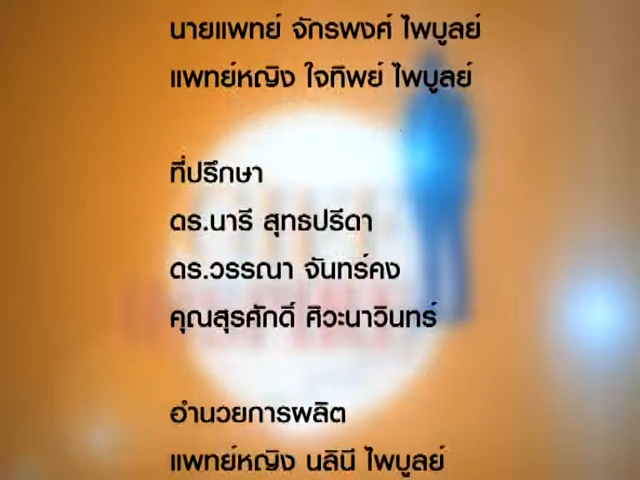 นายแพทย์ จักรพงศ์ ไพบูลย์
แพทย์หญิง ใจทิพย์ ไพบูลย์
ที่ปรึกษา
ดร.นารี สุทธปรีดา
ดร.วรรณา จันทร์คง
คุณสุรศักดิ์ ศิวะนาวินทร์
อำนวยการผลิต
แพทย์หญิง นลินี ไพบูลย์